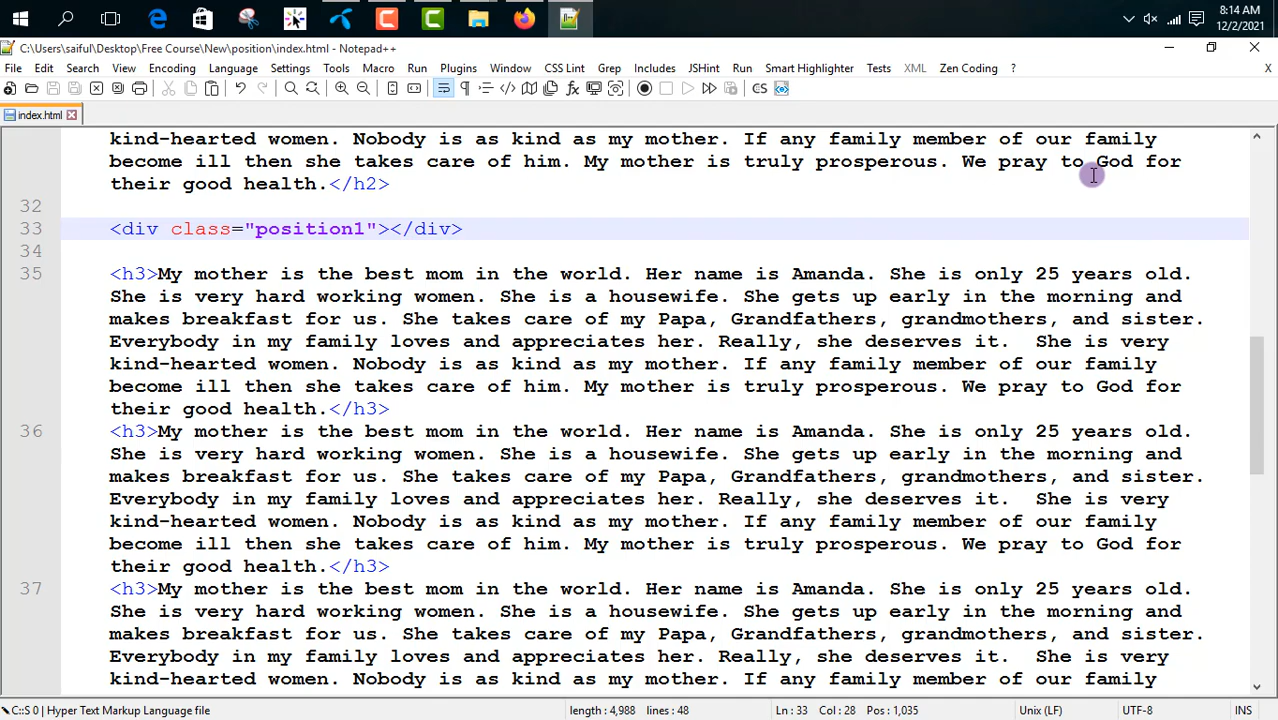 8:14 AM
12/2/2021
C:\Users\saiful\Desktop\Free Course\New\position\index.html - Notepad++
File Edit Search View Encoding Language Settings Tools Macro Run Plugins Window CSS Lint Grep Includes JSHint Run Smart Highlighter Tests XML Zen Coding ? X
CS
index.html
kind-hearted women. Nobody is as kind as my mother. If any family member of our family
become ill then she takes care of him. My mother is truly prosperous. We pray to God for
their good health.</h2>
32
33 <div class="position1"></div>
34
35 <h3>My mother is the best mom in the world. Her name is Amanda. She is only 25 years old.
She is very hard working women. She is a housewife. She gets up early in the morning and
makes breakfast for us. She takes care of my Papa, Grandfathers, grandmothers, and sister.
Everybody in my family loves and appreciates her. Really, she deserves it.  She is very
kind-hearted women. Nobody is as kind as my mother. If any family member of our family
become ill then she takes care of him. My mother is truly prosperous. We pray to God for
their good health.</h3>
36 <h3>My mother is the best mom in the world. Her name is Amanda. She is only 25 years old.
She is very hard working women. She is a housewife. She gets up early in the morning and
makes breakfast for us. She takes care of my Papa, Grandfathers, grandmothers, and sister.
Everybody in my family loves and appreciates her. Really, she deserves it.  She is very
kind-hearted women. Nobody is as kind as my mother. If any family member of our family
become ill then she takes care of him. My mother is truly prosperous. We pray to God for
their good health.</h3>
37 <h3>My mother is the best mom in the world. Her name is Amanda. She is only 25 years old.
She is very hard working women. She is a housewife. She gets up early in the morning and
makes breakfast for us. She takes care of my Papa, Grandfathers, grandmothers, and sister.
Everybody in my family loves and appreciates her. Really, she deserves it.  She is very
kind-hearted women. Nobody is as kind as my mother. If any family member of our family
C::S 0 | Hyper Text Markup Language file length : 4,988 lines : 48 Ln : 33 Col : 28 Pos : 1,035 Unix (LF) UTF-8 INS